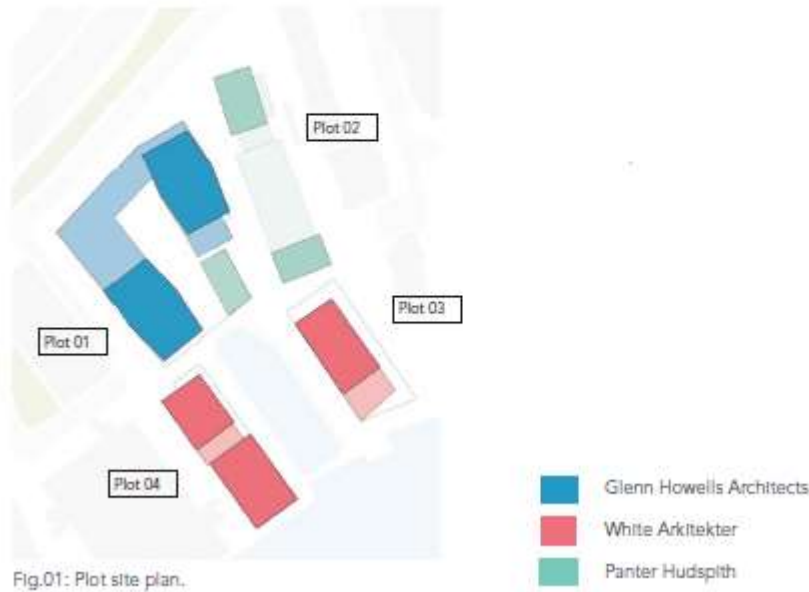 Plot 02
Plot 03
Plot 01
Plot 04
Glenn Howells Architects
White Arkitekter
Panter Hudspith
Fig.01: Plot site plan.